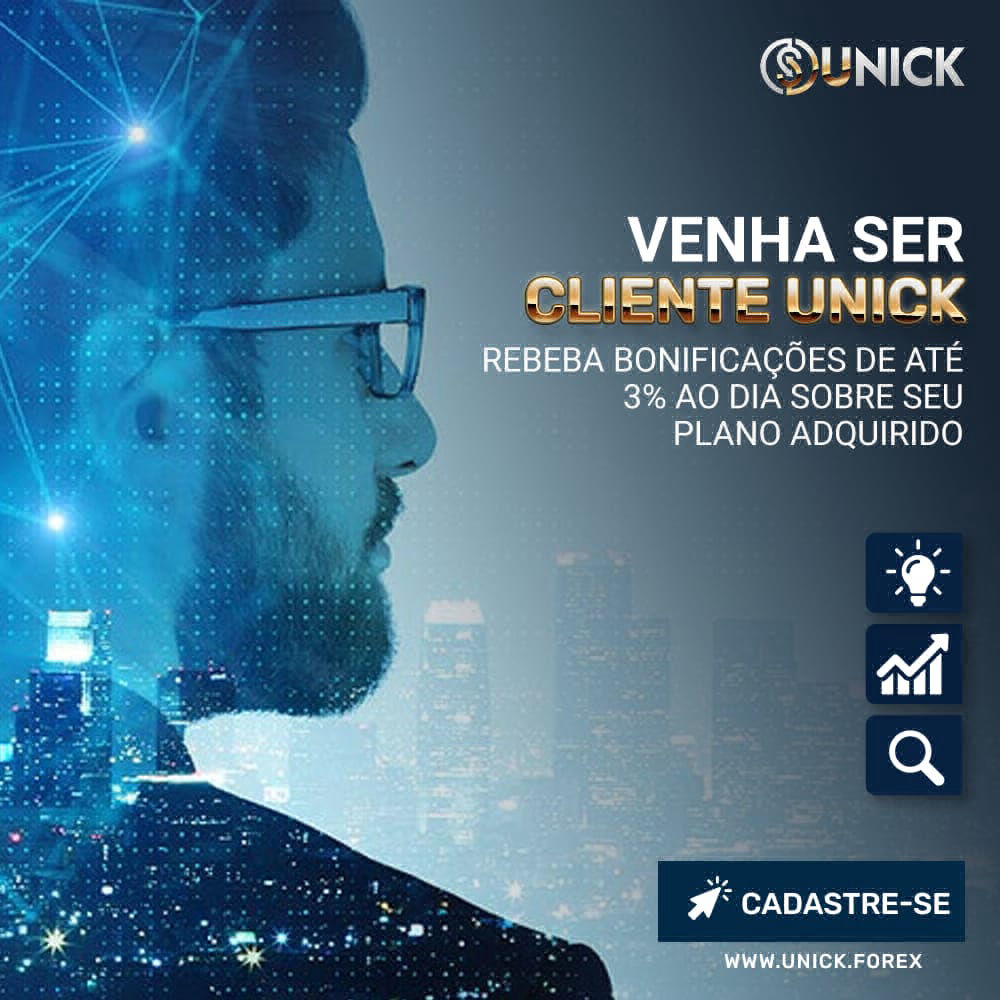 UNICK
VENHA SER
CLIENTE UNICK
REBEBA BONIFICAÇÕES DE ATÉ
3% AO DIA SOBRE SEU
PLANO ADQUIRIDO
CADASTRE-SE
WWW.UNICK.FOREX